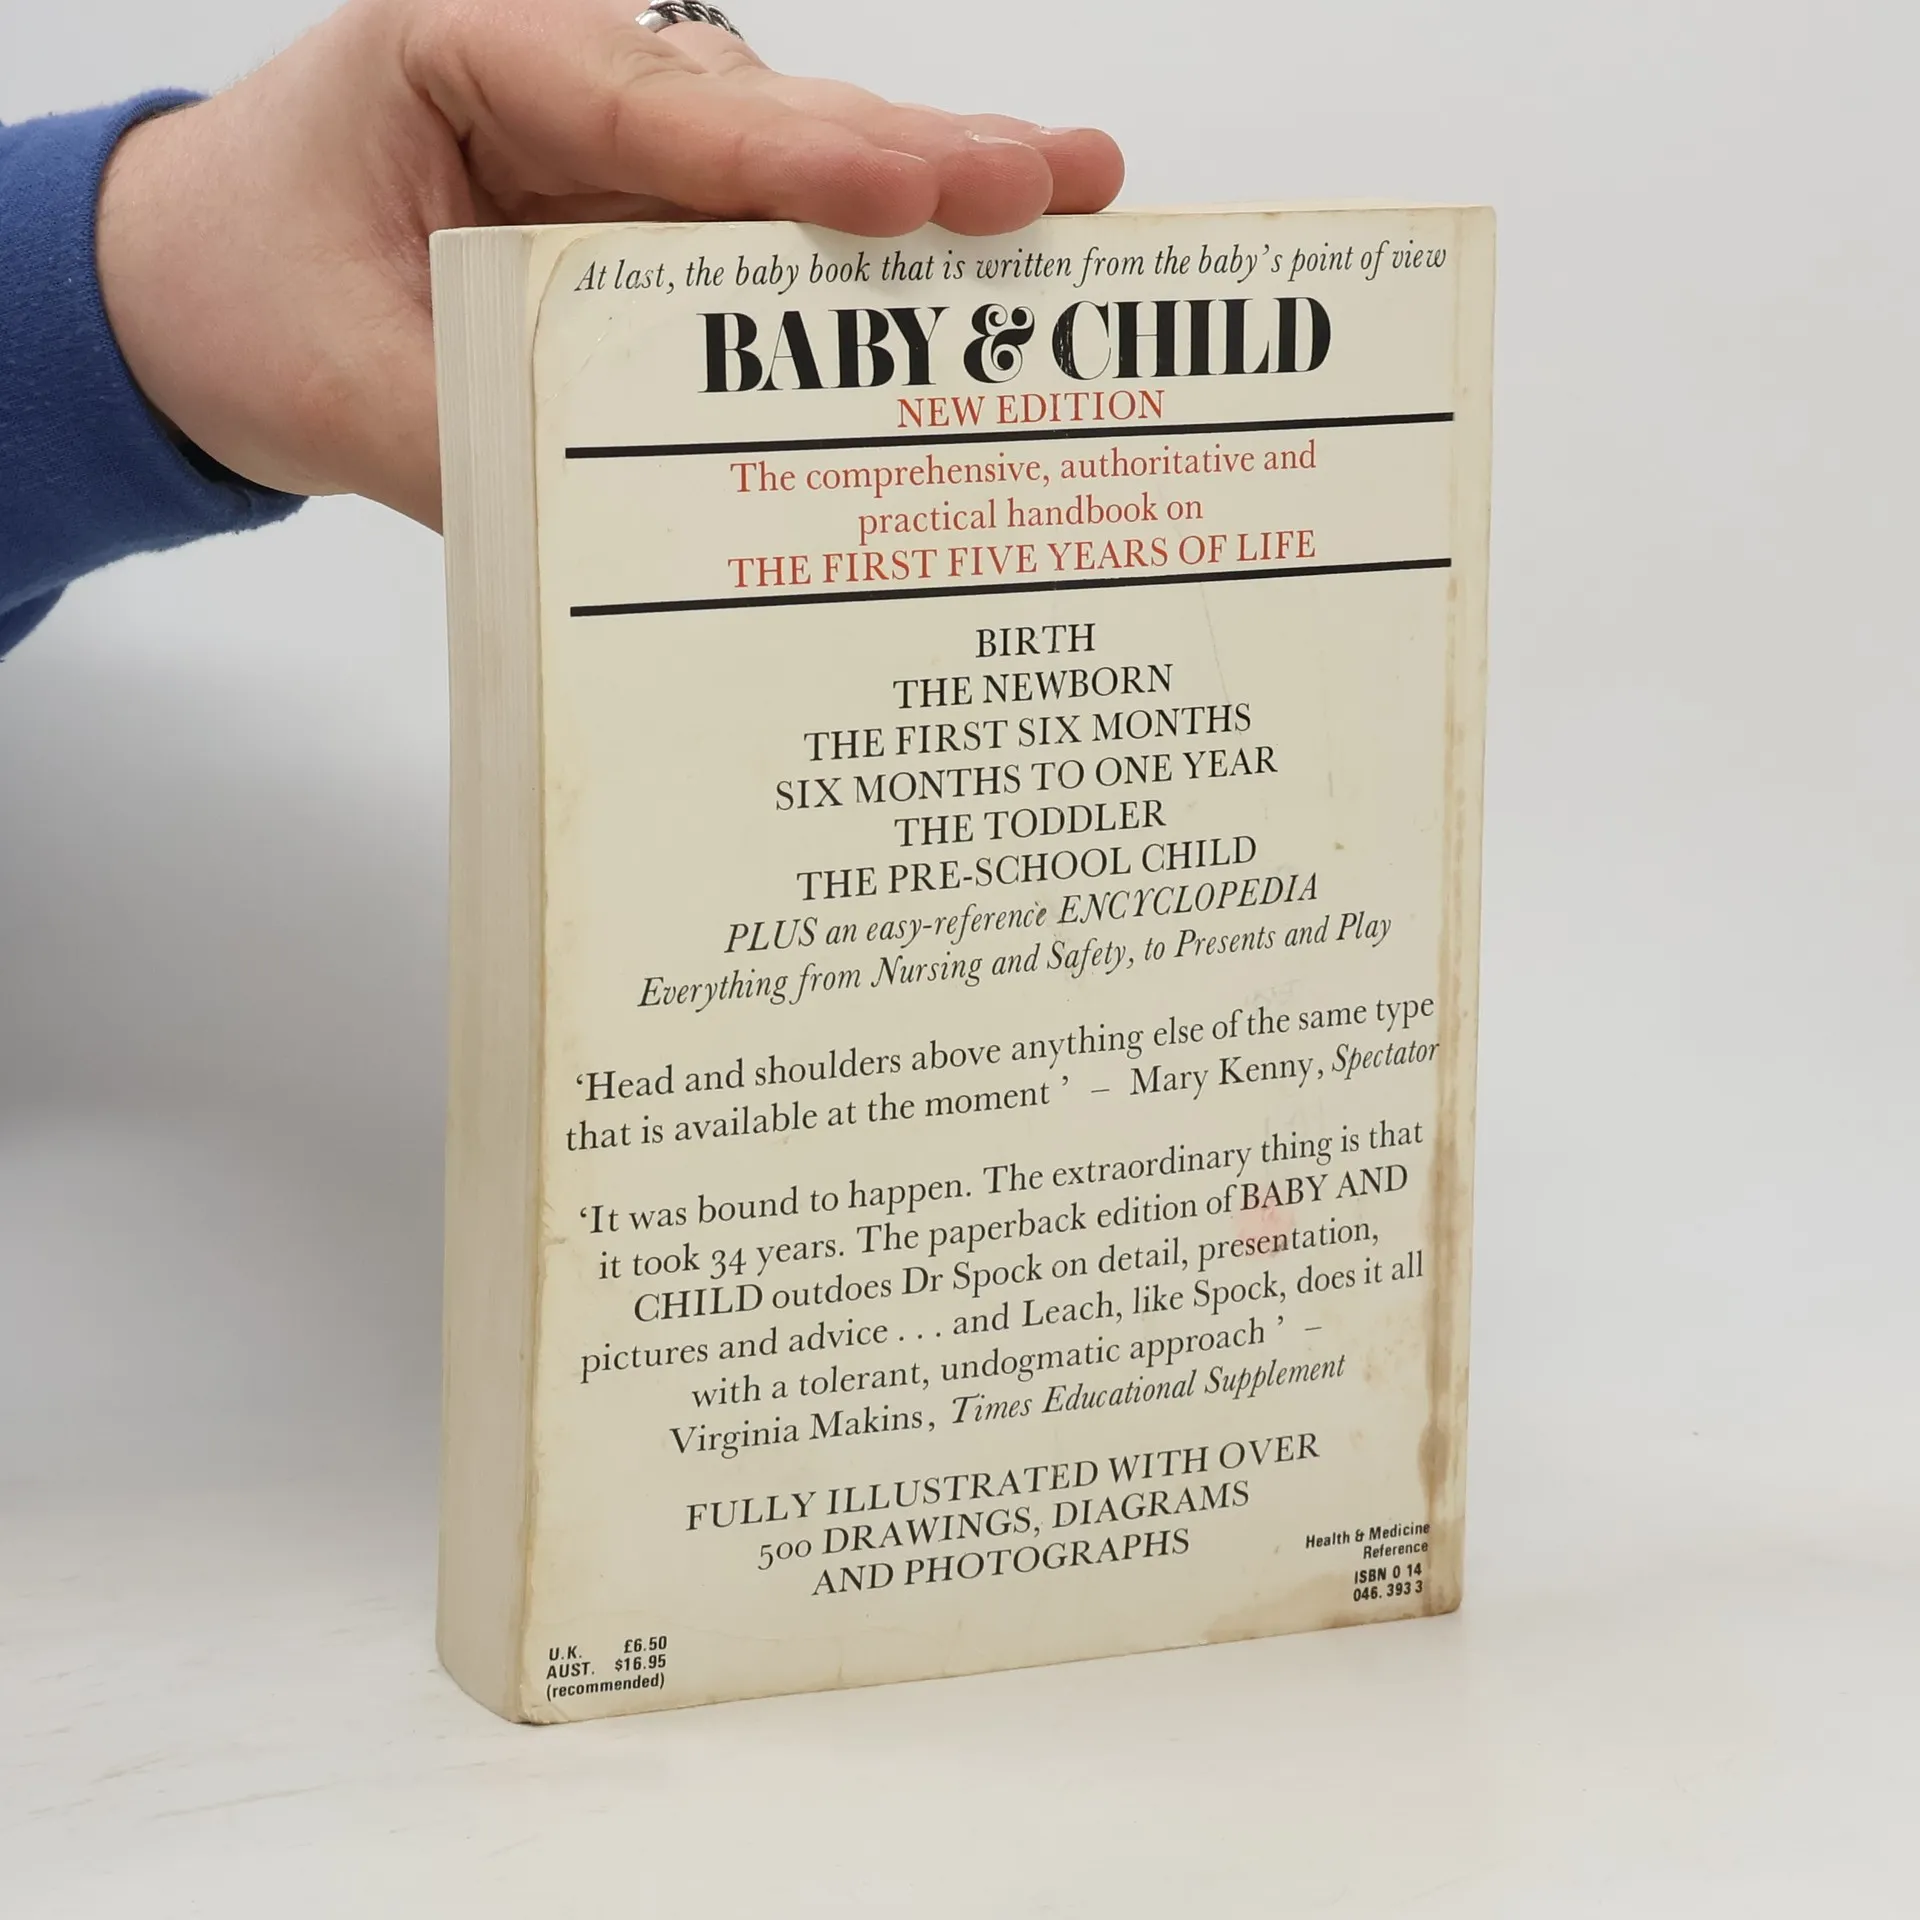 At last, the baby book that is written from the baby's point of view
BABY & CHILD
NEW EDITION
The comprehensive, authoritative and
practical handbook on
THE FIRST FIVE YEARS OF LIFE
BIRTH
THE NEWBORN
THE FIRST SIX MONTHS
SIX MONTHS TO ONE YEAR
THE TODDLER
THE PRE-SCHOOL CHILD
PLUS an easy-reference ENCYCLOPEDIA
Everything from Nursing and Safety, to Presents and Play
‘Head and shoulders above anything else of the same type
that is available at the moment’ – Mary Kenny, Spectator
‘It was bound to happen. The extraordinary thing is that
it took 34 years. The paperback edition of BABY AND
CHILD outdoes Dr Spock on detail, presentation,
pictures and advice . . . and Leach, like Spock, does it all
with a tolerant, undogmatic approach’ –
Virginia Makins, Times Educational Supplement
FULLY ILLUSTRATED WITH OVER
500 DRAWINGS, DIAGRAMS
AND PHOTOGRAPHS
Health & Medicine
Reference
ISBN 0 14
046. 393 3
U.K. £6.50
AUST. $16.95
(recommended)